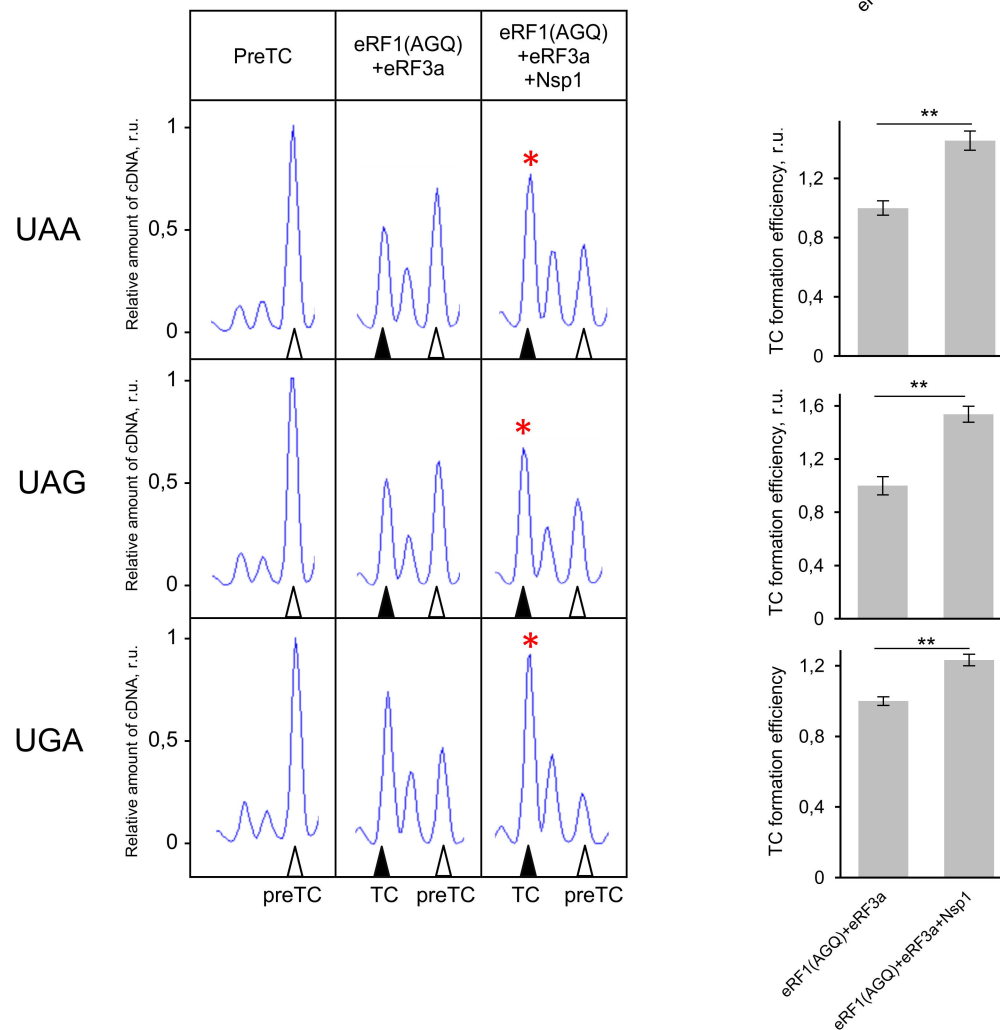 PreTC
eRF1(AGQ)
+eRF3a
eRF1(AGQ)
+eRF3a
+Nsp1
UAA
Relative amount of cDNA, r.u.
1
0,5
0
*
UAG
Relative amount of cDNA, r.u.
1
0,5
0
*
UGA
Relative amount of cDNA, r.u.
1
0,5
0
*
preTC
TC
preTC
TC
preTC
TC formation efficiency, r.u.
1,2
0,8
0,4
0
**
TC formation efficiency, r.u.
1,6
1,2
0,8
0,4
0
**
TC formation efficiency
1,2
0,8
0,4
0
**
eRF1(AGQ)+eRF3a
eRF1(AGQ)+eRF3a+Nsp1